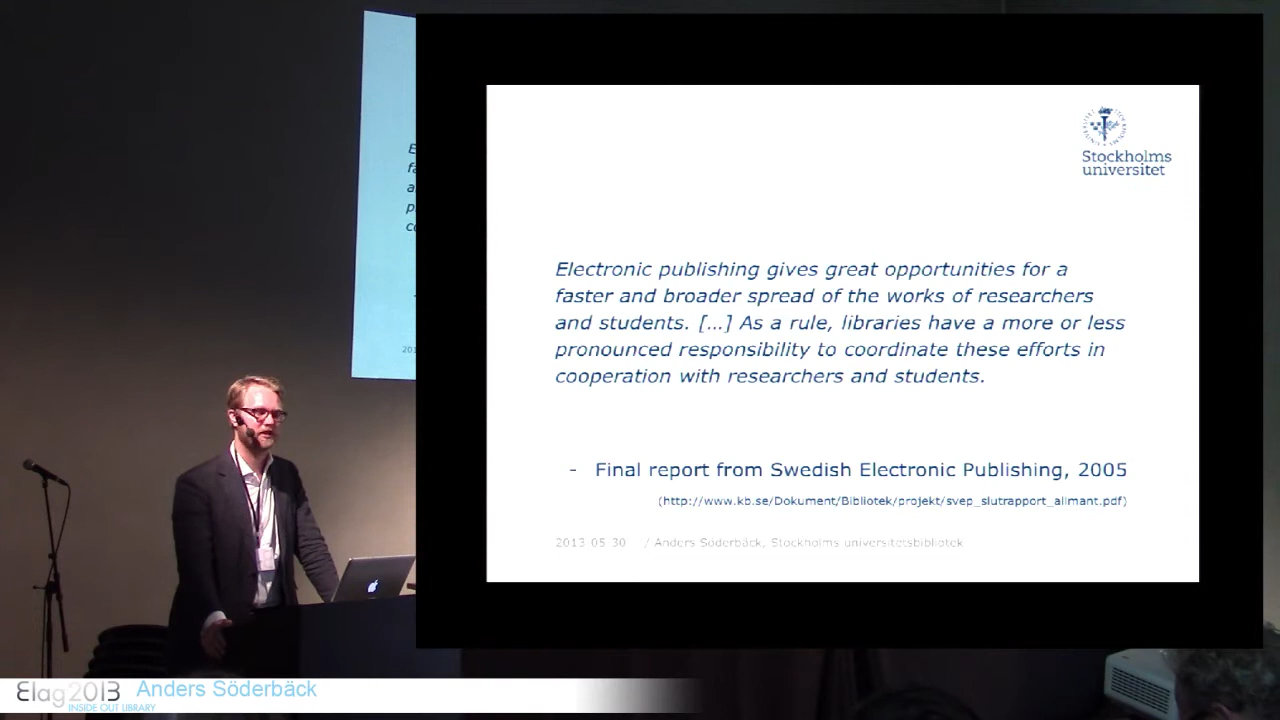 Stockholms
universitet
Electronic publishing gives great opportunities for a
faster and broader spread of the works of researchers
and students. [...] As a rule, libraries have a more or less
pronounced responsibility to coordinate these efforts in
cooperation with researchers and students.
- Final report from Swedish Electronic Publishing, 2005
(http://www.kb.se/Dokument/Bibliotek/projekt/svep_slutrapport_allmant.pdf)
2013-05-30 / Anders Söderbäck, Stockholms universitetsbibliotek
Elag2013 Anders Söderbäck
INSIDE OUT LIBRARY